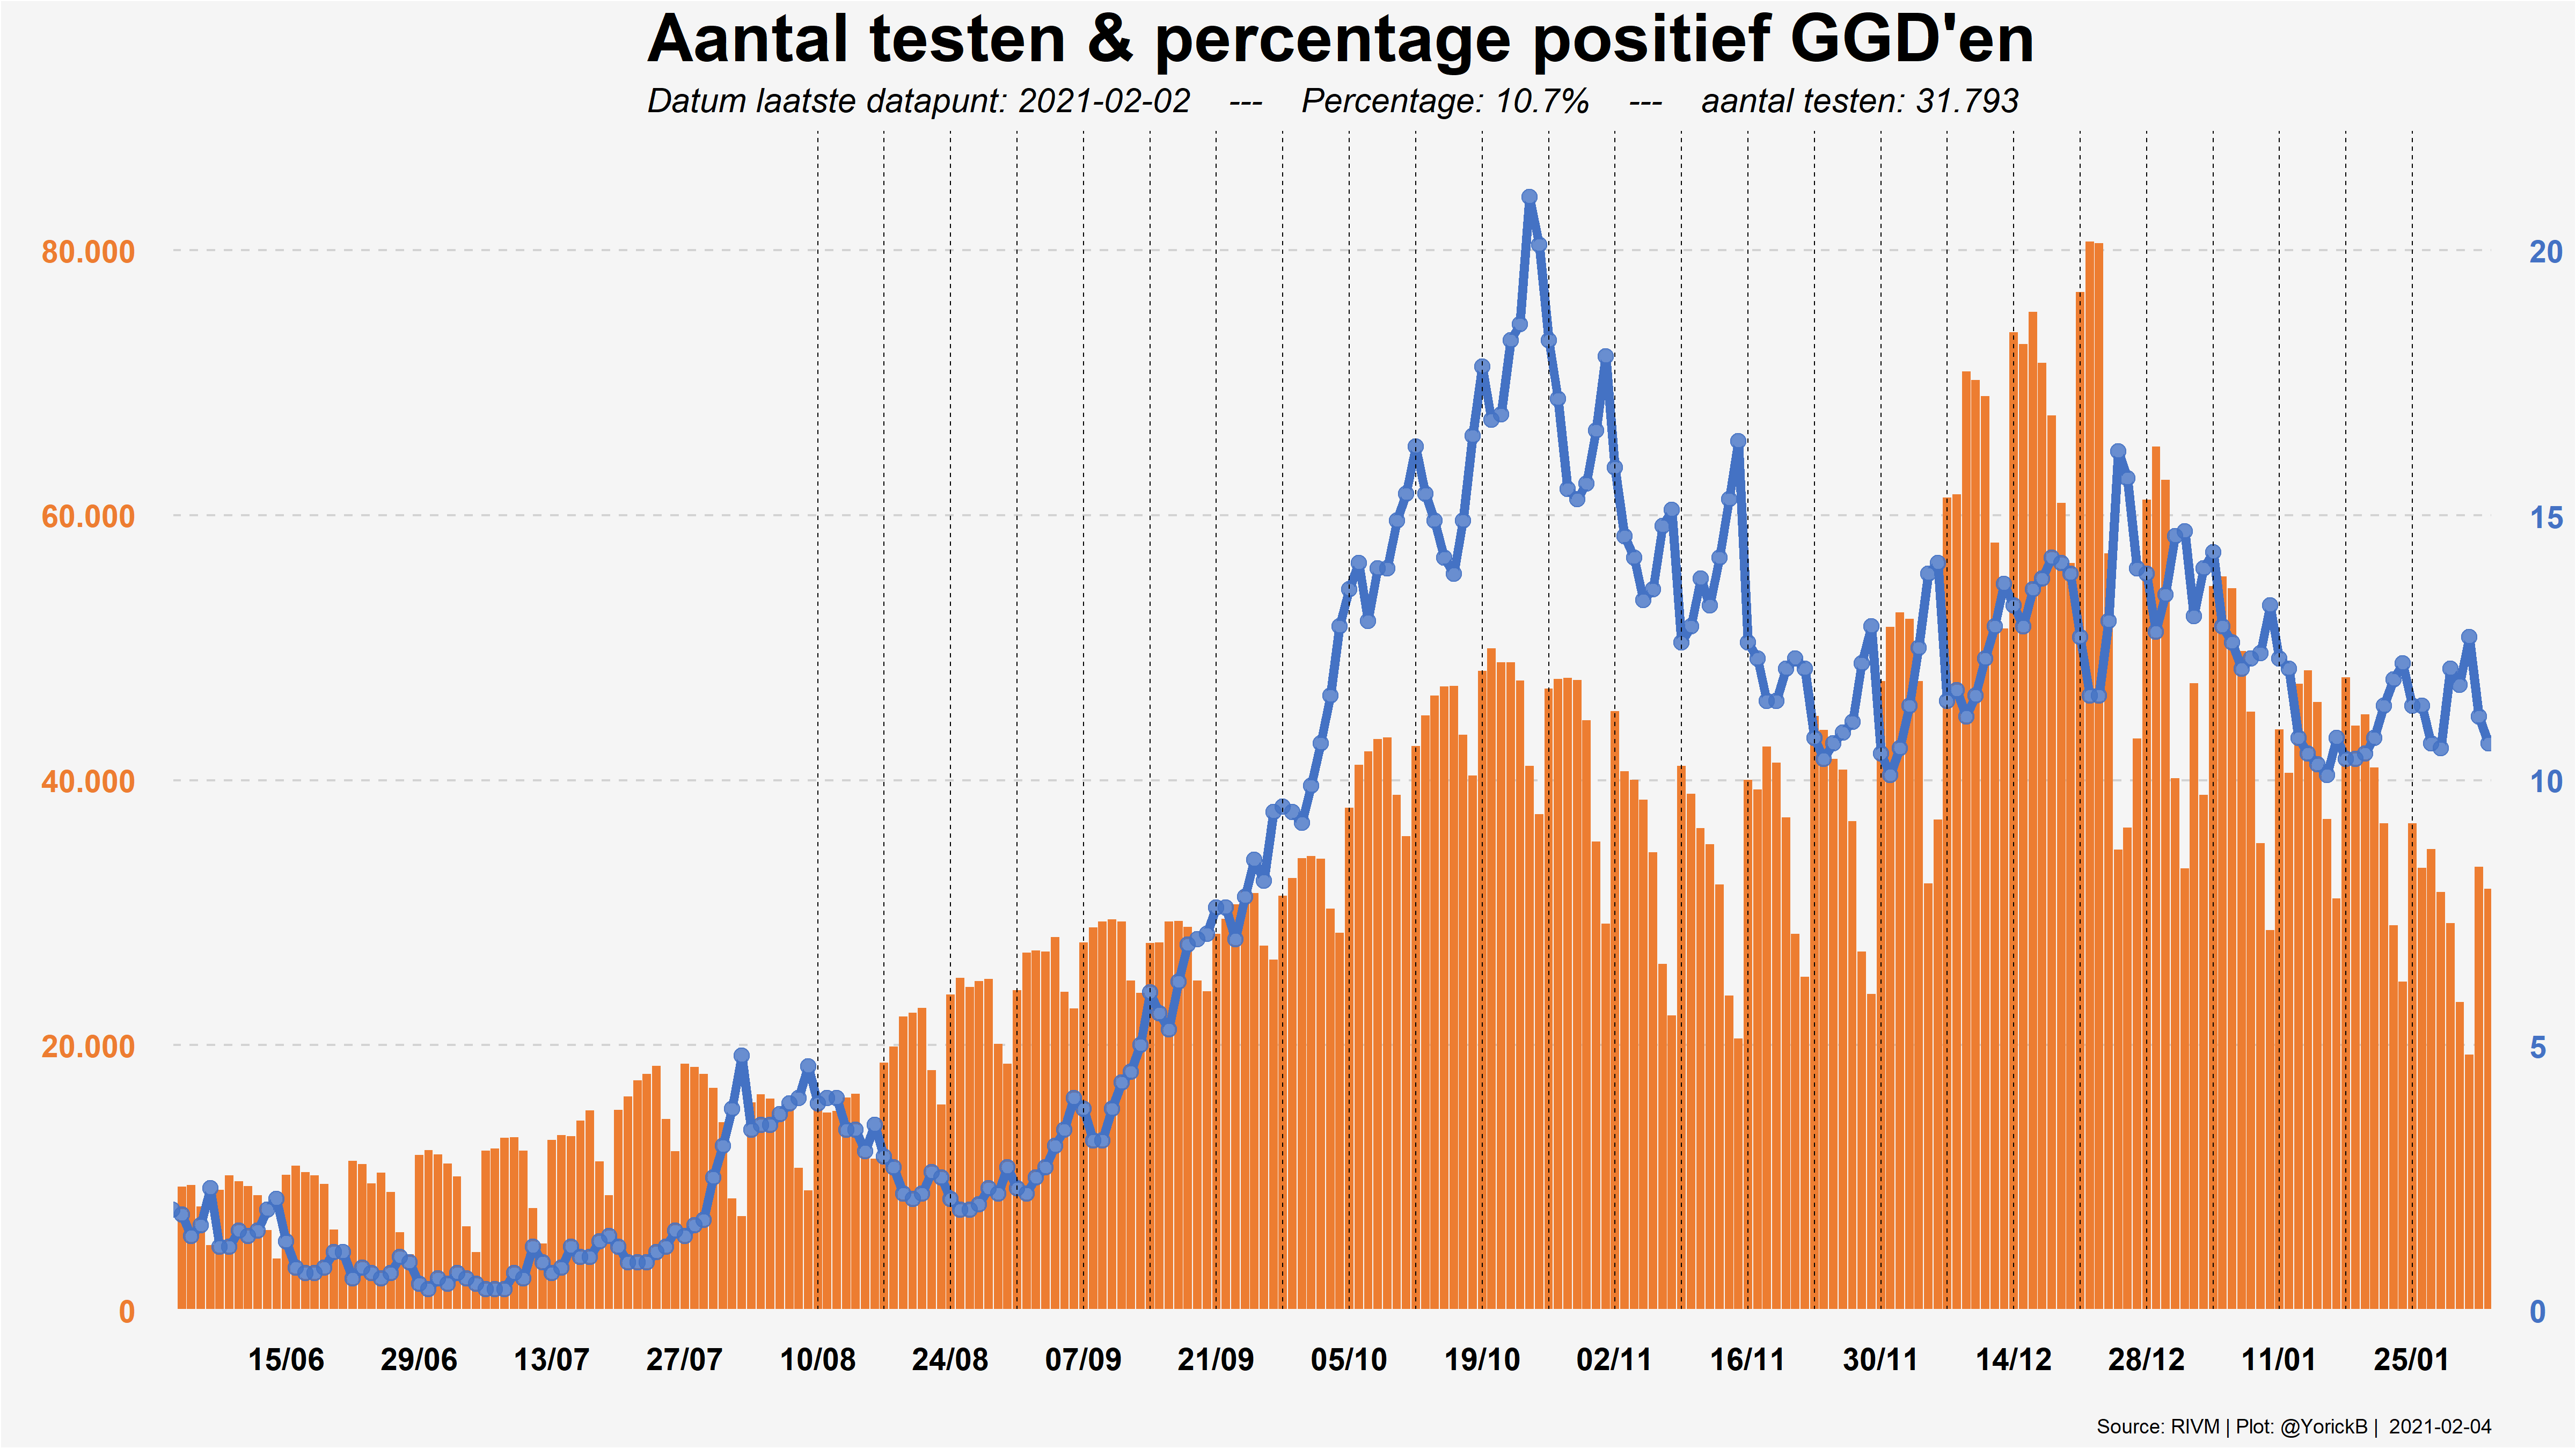 Aantal testen & percentage positief GGD'en
Datum laatste datapunt: 2021-02-02 --- Percentage: 10.7% --- aantal testen: 31.793
80.000
60.000
40.000
20.000
0
20
15
10
5
0
15/06 29/06 13/07 27/07 10/08 24/08 07/09 21/09 05/10 19/10 02/11 16/11 30/11 14/12 28/12 11/01 25/01
Source: RIVM | Plot: @YorickB | 2021-02-04